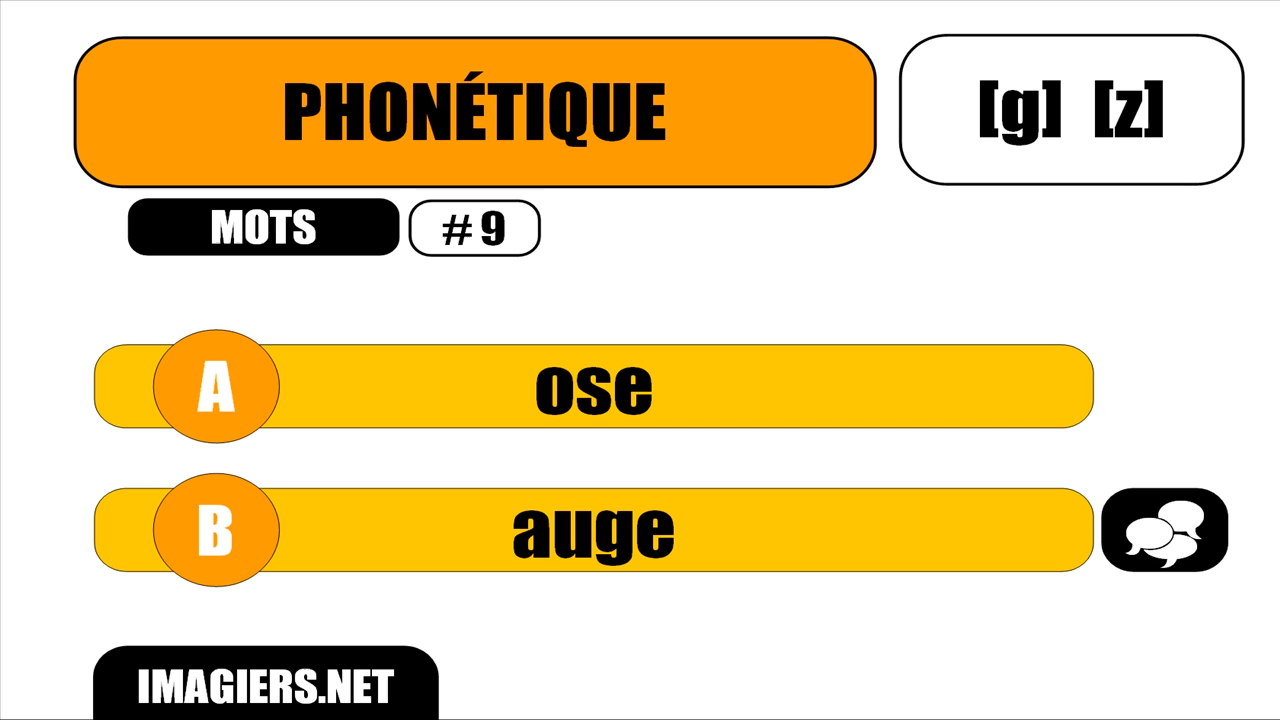 PHONÉTIQUE
[g] [z]
MOTS
# 9
A
ose
B
auge
IMAGIERS.NET